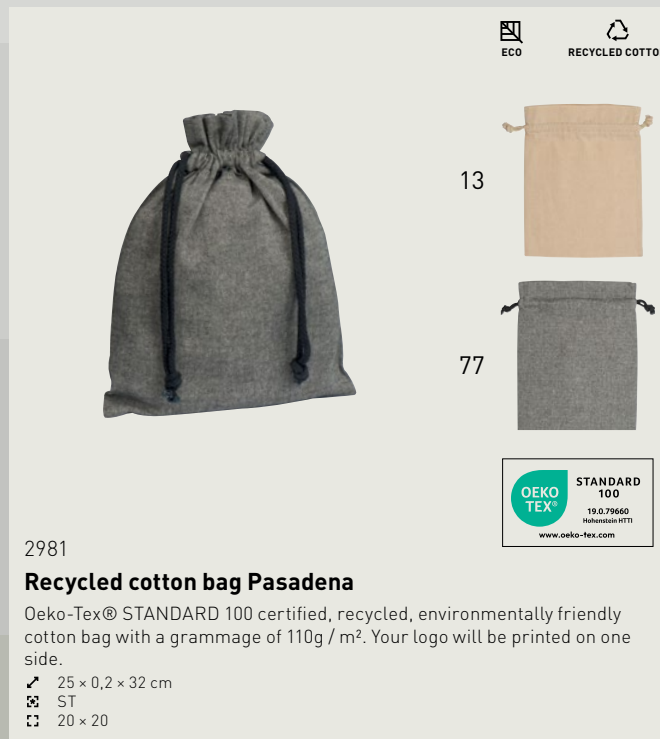 ECO
RECYCLED COTTO
13
77
OEKO
TEX®
STANDARD
100
19.0.79660
Hohenstein HTTI
www.oeko-tex.com
2981
Recycled cotton bag Pasadena
Oeko-Tex® STANDARD 100 certified, recycled, environmentally friendly
cotton bag with a grammage of 110g / m². Your logo will be printed on one
side.
25 × 0,2 × 32 cm
ST
20 × 20